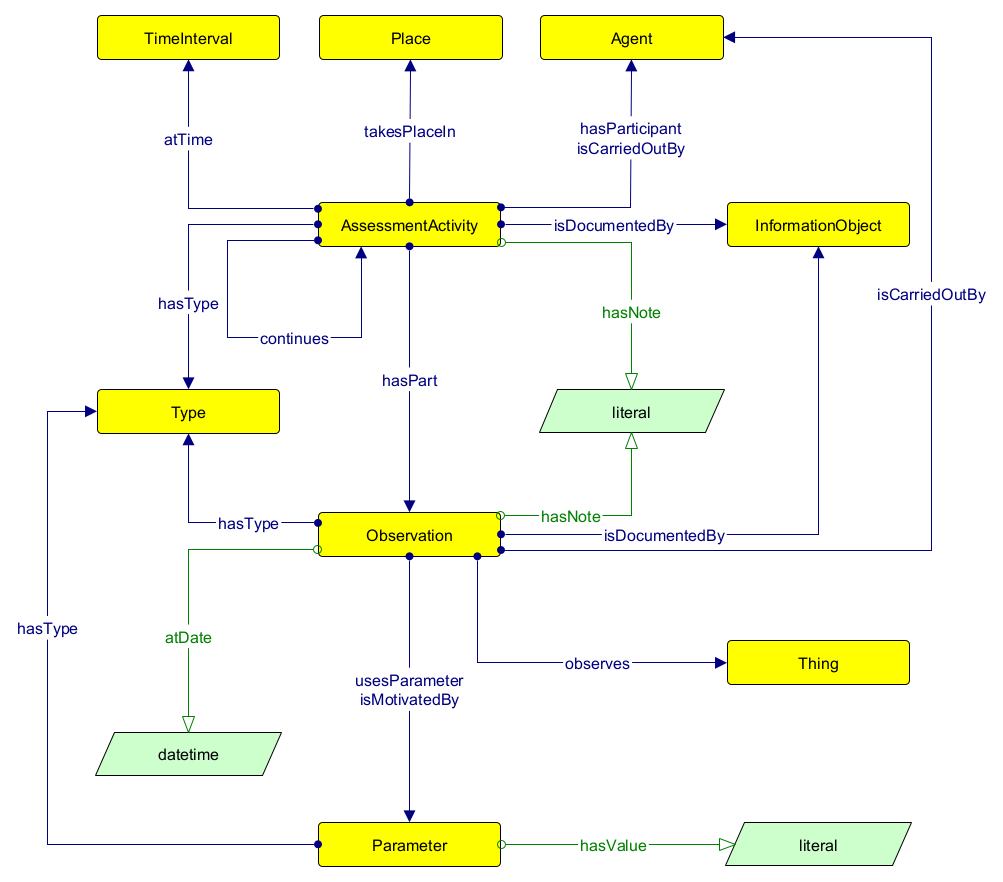 TimeInterval
Place
Agent
atTime
takesPlaceIn
hasParticipant
isCarriedOutBy
AssessmentActivity
isDocumentedBy
InformationObject
isCarriedOutBy
hasType
hasNote
continues
hasPart
Type
literal
hasType
Observation
hasNote
isDocumentedBy
hasType
atDate
observes
Thing
usesParameter
isMotivatedBy
datetime
Parameter
hasValue
literal